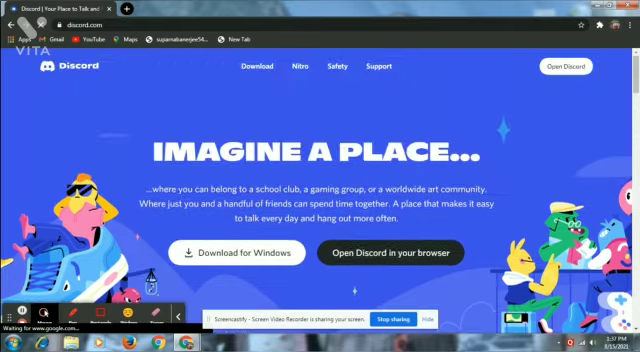 Discord | Your Place to Talk and
discord.com
Apps
Gmail
YouTube
Maps
New Tab
VITA
Discord
Download
Nitro
Safety
Support
Open Discord
IMAGINE A PLACE...
...where you can belong to a school club, a gaming group, or a worldwide art community.
Where just you and a handful of friends can spend time together. A place that makes it easy
to talk every day and hang out more often.
Download for Windows
Open Discord in your browser
Screencastify - Screen Video Recorder is sharing your screen.
Stop sharing
Hide
Waiting for www.google.com...
1:37 PM
8/15/2021